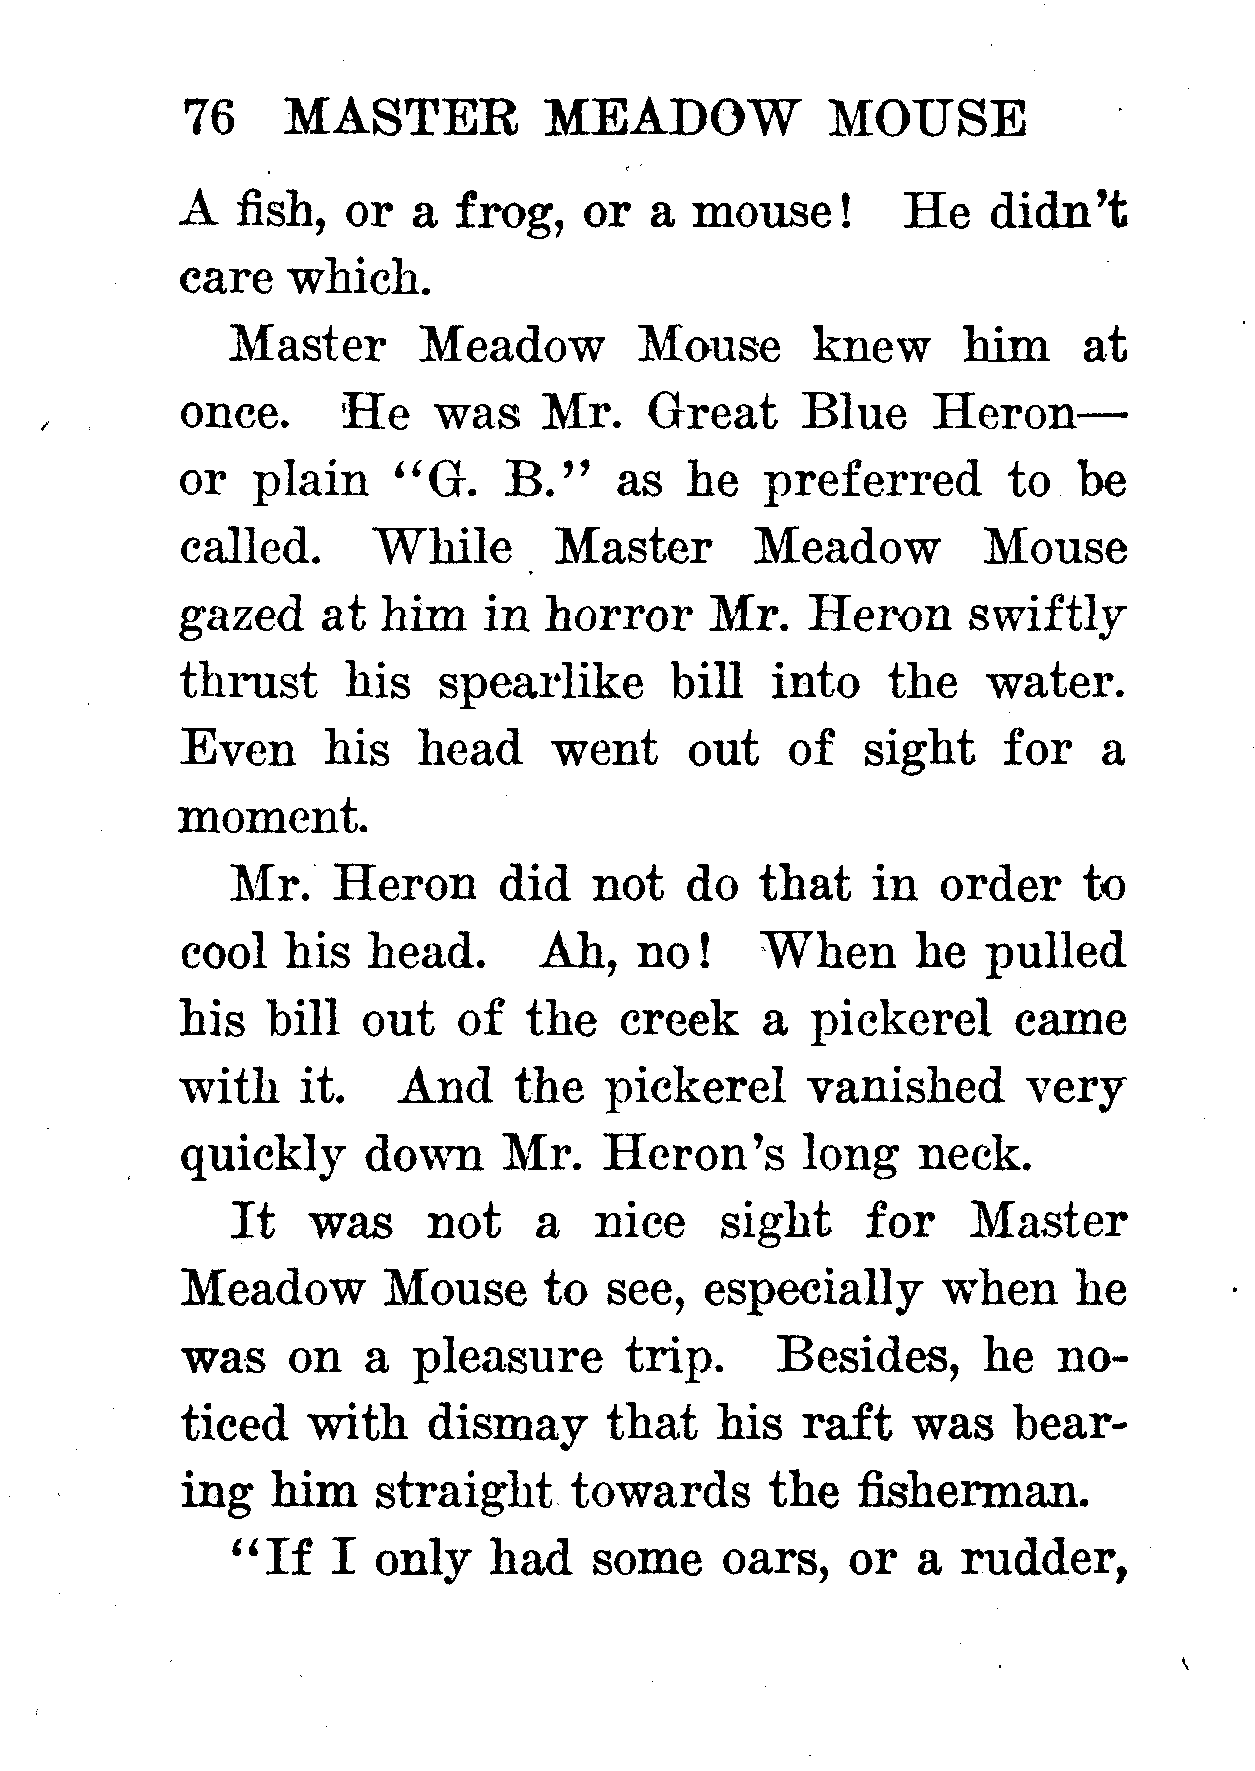 76 MASTER MEADOW MOUSE
A fish, or a frog, or a mouse! He didn't
care which.
Master Meadow Mouse knew him at
once. He was Mr. Great Blue Heron—
or plain "G. B." as he preferred to be
called. While Master Meadow Mouse
gazed at him in horror Mr. Heron swiftly
thrust his spearlike bill into the water.
Even his head went out of sight for a
moment.
Mr. Heron did not do that in order to
cool his head. Ah, no! When he pulled
his bill out of the creek a pickerel came
with it. And the pickerel vanished very
quickly down Mr. Heron's long neck.
It was not a nice sight for Master
Meadow Mouse to see, especially when he
was on a pleasure trip. Besides, he no-
ticed with dismay that his raft was bear-
ing him straight towards the fisherman.
"If I only had some oars, or a rudder,